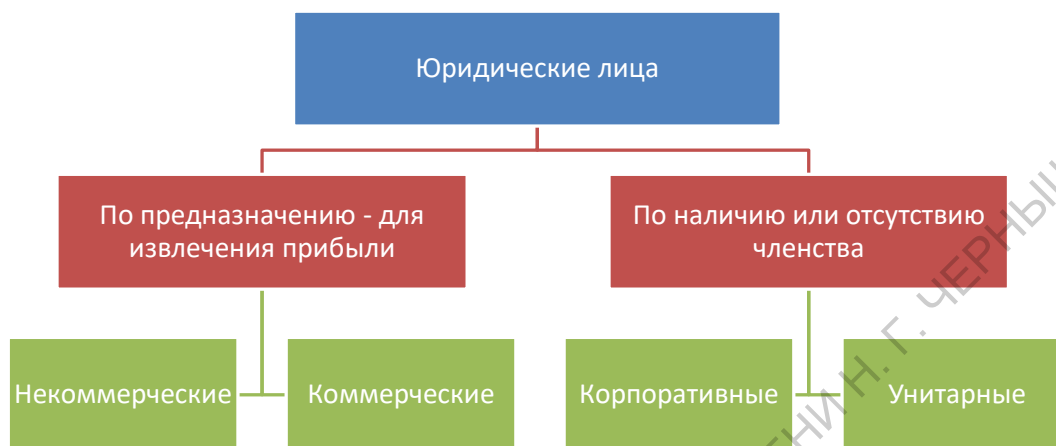 Юридические лица
По предназначению - для
извлечения прибыли
По наличию или отсутствию
членства
Некоммерческие
Коммерческие
Корпоративные
Унитарные
Н. Г.